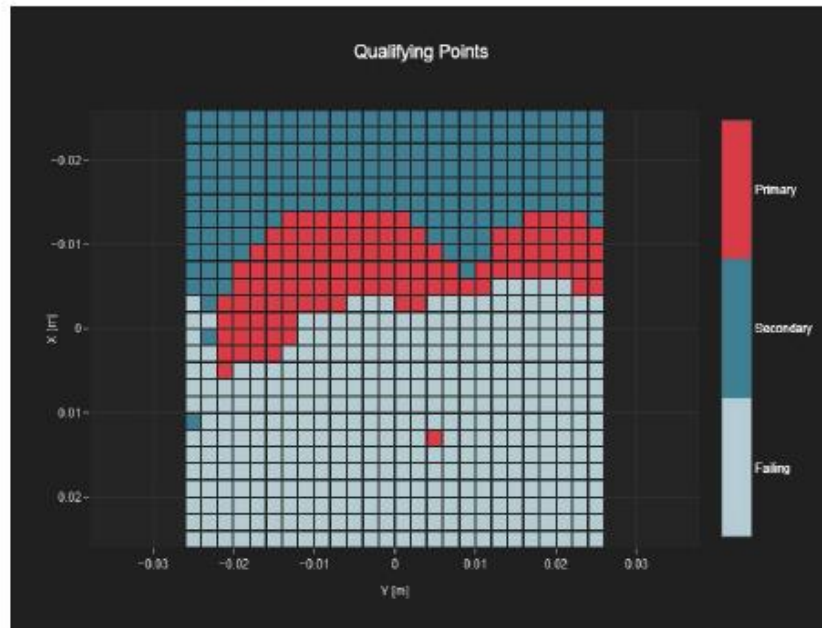 Qualifying Points
-0.02
-0.01
0
0.01
0.02
X [m]
-0.03
-0.02
-0.01
0
0.01
0.02
0.03
Y [m]
Primary
Secondary
Failing